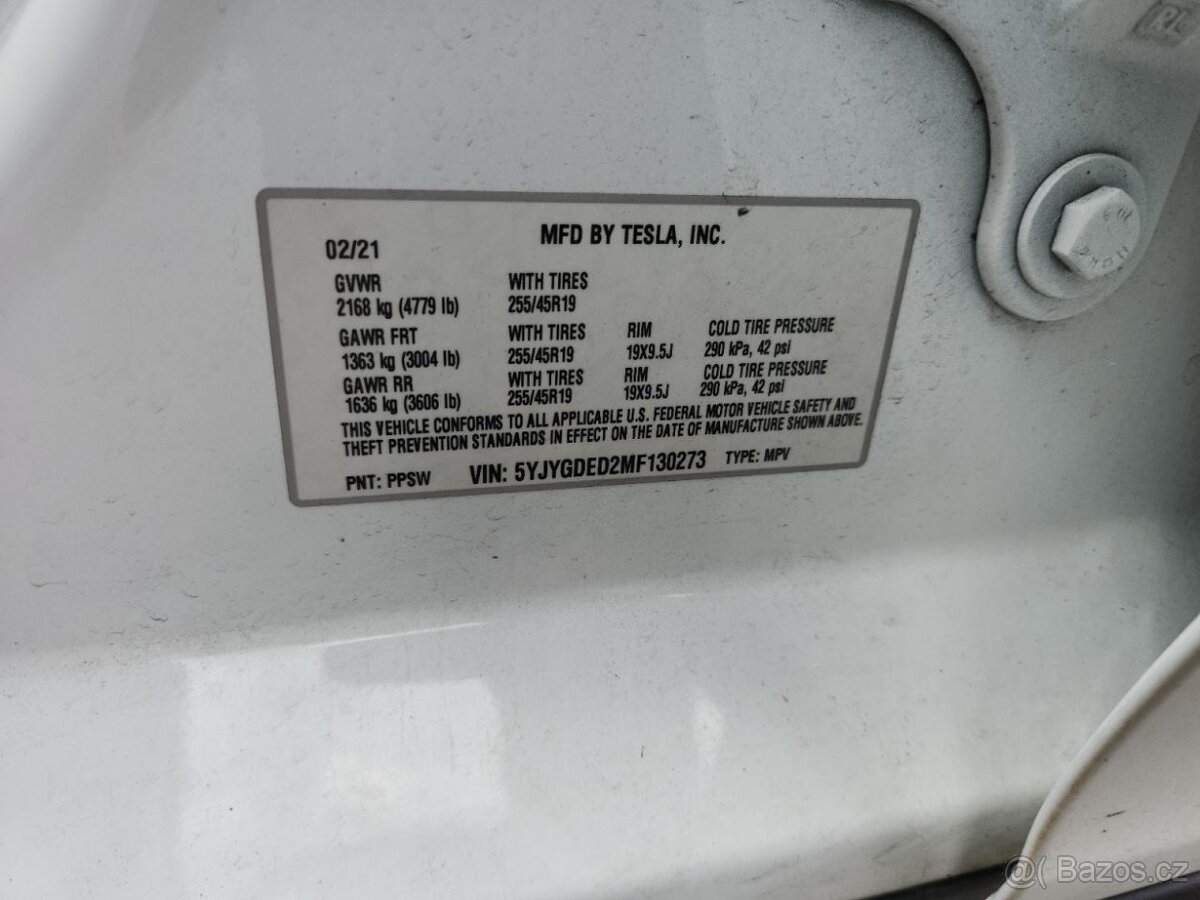 MFD BY TESLA, INC.
02/21
GVWR WITH TIRES
2168 kg (4779 lb) 255/45R19
GAWR FRT WITH TIRES RIM COLD TIRE PRESSURE
1363 kg (3004 lb) 255/45R19 19X9.5J 290 kPa, 42 psi
GAWR RR WITH TIRES RIM COLD TIRE PRESSURE
1636 kg (3606 lb) 255/45R19 19X9.5J 290 kPa, 42 psi
THIS VEHICLE CONFORMS TO ALL APPLICABLE U.S. FEDERAL MOTOR VEHICLE SAFETY AND
THEFT PREVENTION STANDARDS IN EFFECT ON THE DATE OF MANUFACTURE SHOWN ABOVE.
PNT: PPSW VIN: 5YJYGDED2MF130273 TYPE: MPV
@( Bazos.cz